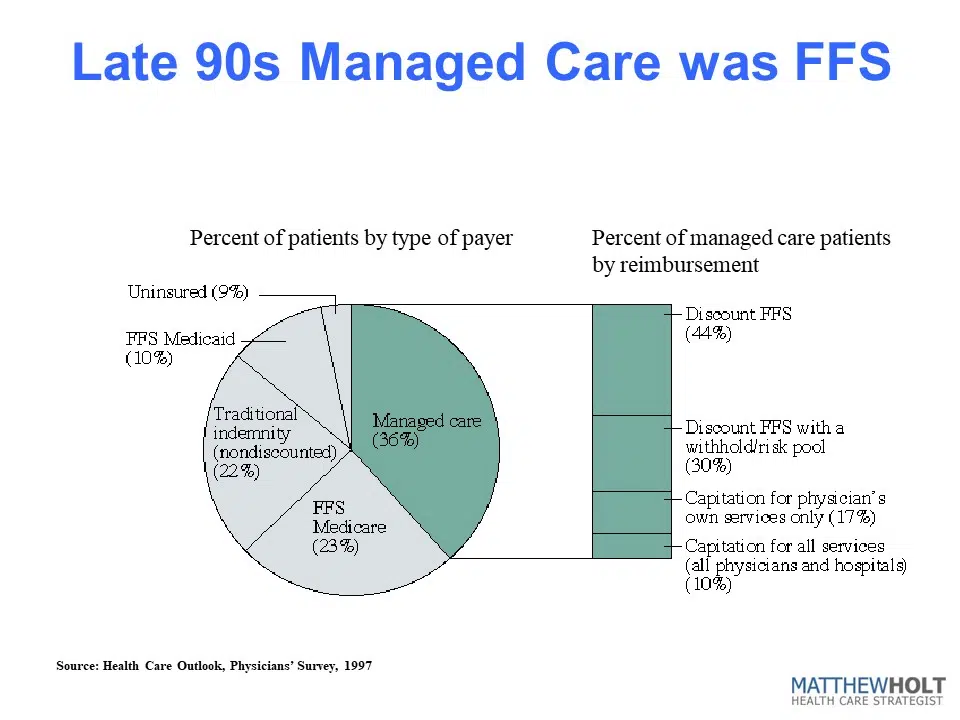 Late 90s Managed Care was FFS
Percent of patients by type of payer
Percent of managed care patients
by reimbursement
Uninsured (9%)
FFS Medicaid
(10%)
Traditional
indemnity
(nondiscounted)
(22%)
FFS
Medicare
(23%)
Managed care
(36%)
Discount FFS
(44%)
Discount FFS with a
withhold/risk pool
(30%)
Capitation for physician's
own services only (17%)
Capitation for all services
(all physicians and hospitals)
(10%)
Source: Health Care Outlook, Physicians' Survey, 1997
MATTHEWHOLT
HEALTH CARE STRATEGIST